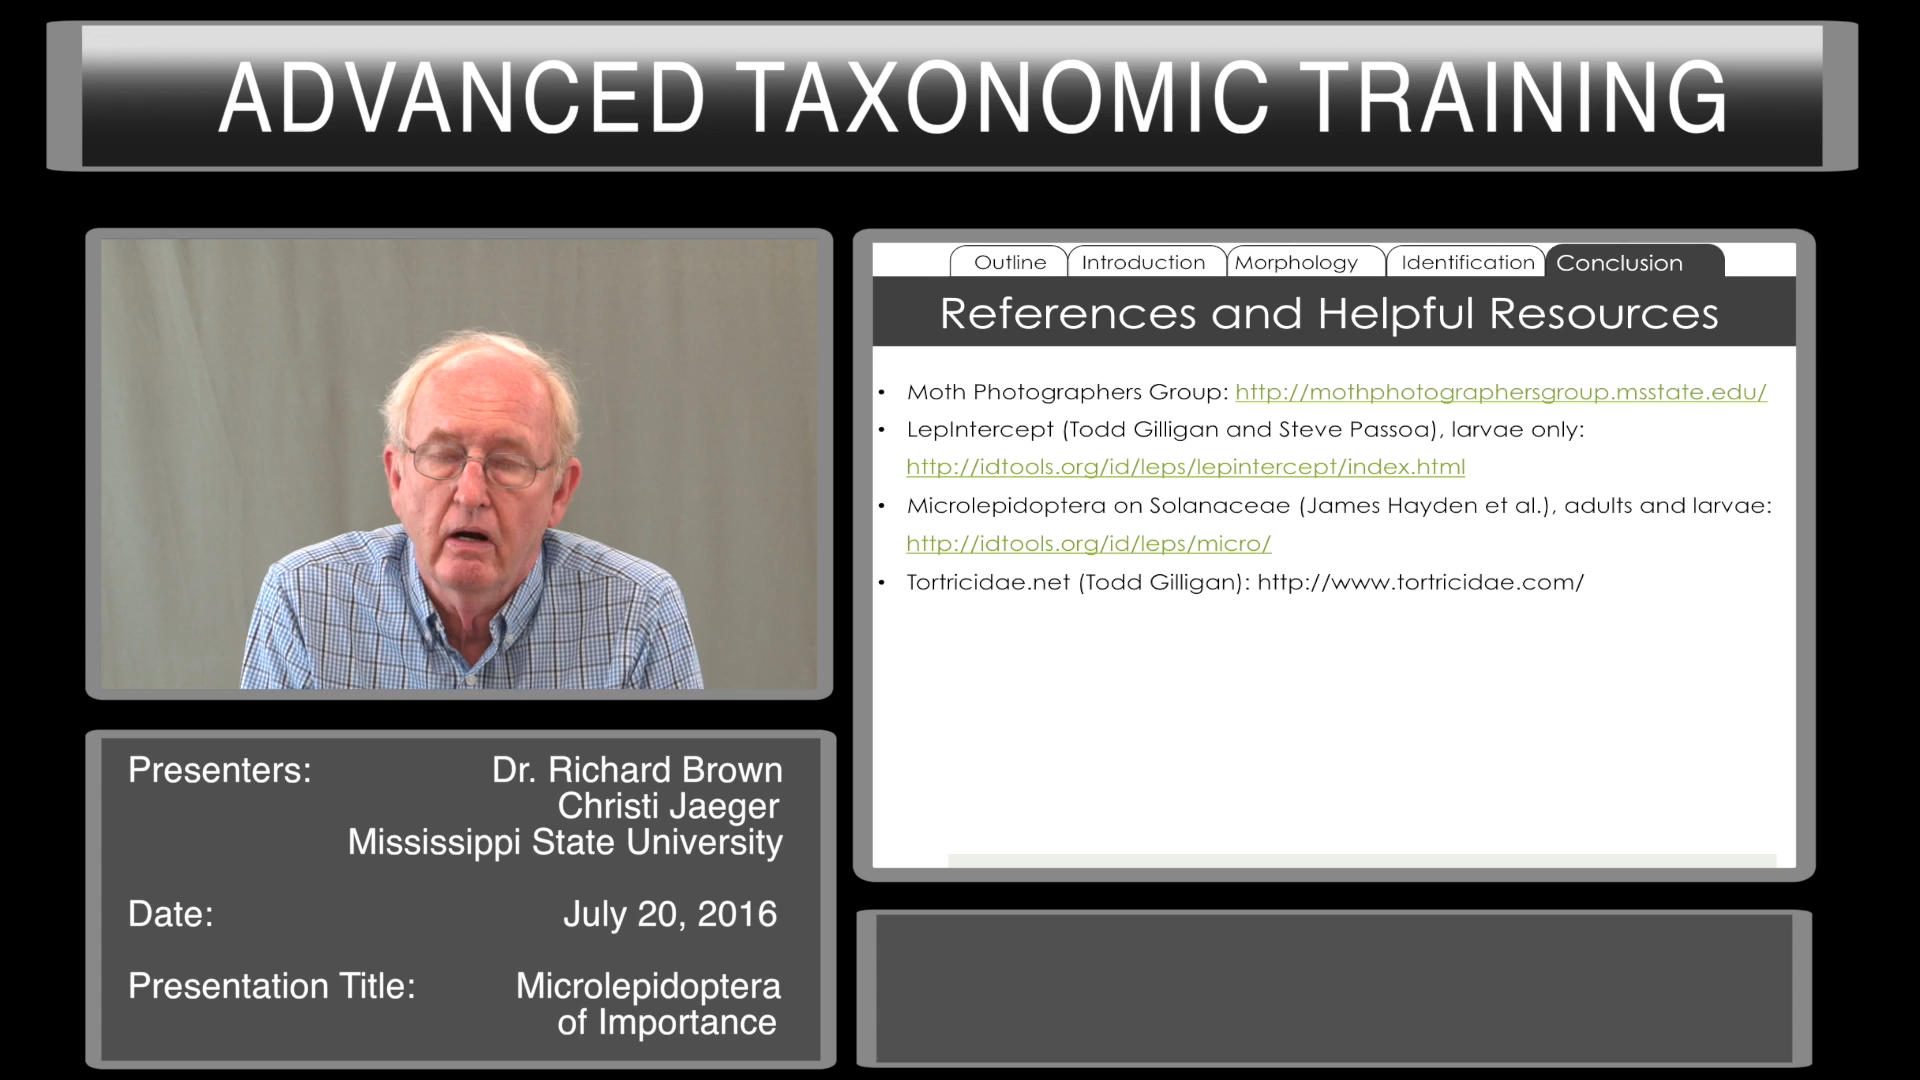 ADVANCED TAXONOMIC TRAINING
Outline
Introduction
Morphology
Identification
Conclusion
References and Helpful Resources
• Moth Photographers Group: http://mothphotographersgroup.msstate.edu/
• LepIntercept (Todd Gilligan and Steve Passoa), larvae only:
http://idtools.org/id/leps/lepintercept/index.html
• Microlepidoptera on Solanaceae (James Hayden et al.), adults and larvae:
http://idtools.org/id/leps/micro/
• Tortricidae.net (Todd Gilligan): http://www.tortricidae.com/
Presenters: Dr. Richard Brown
Christi Jaeger
Mississippi State University
Date: July 20, 2016
Presentation Title: Microlepidoptera
of Importance